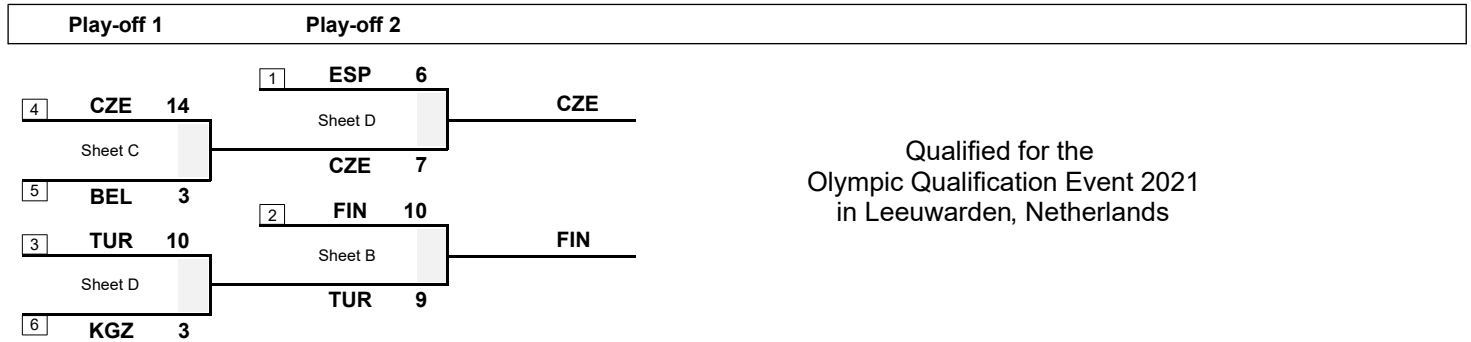 Play-off 1 Play-off 2
1 ESP 6
4 CZE 14
Sheet D
CZE
Sheet C
CZE 7
5 BEL 3
2 FIN 10
3 TUR 10
Sheet B
FIN
Sheet D
TUR 9
6 KGZ 3
Qualified for the
Olympic Qualification Event 2021
in Leeuwarden, Netherlands